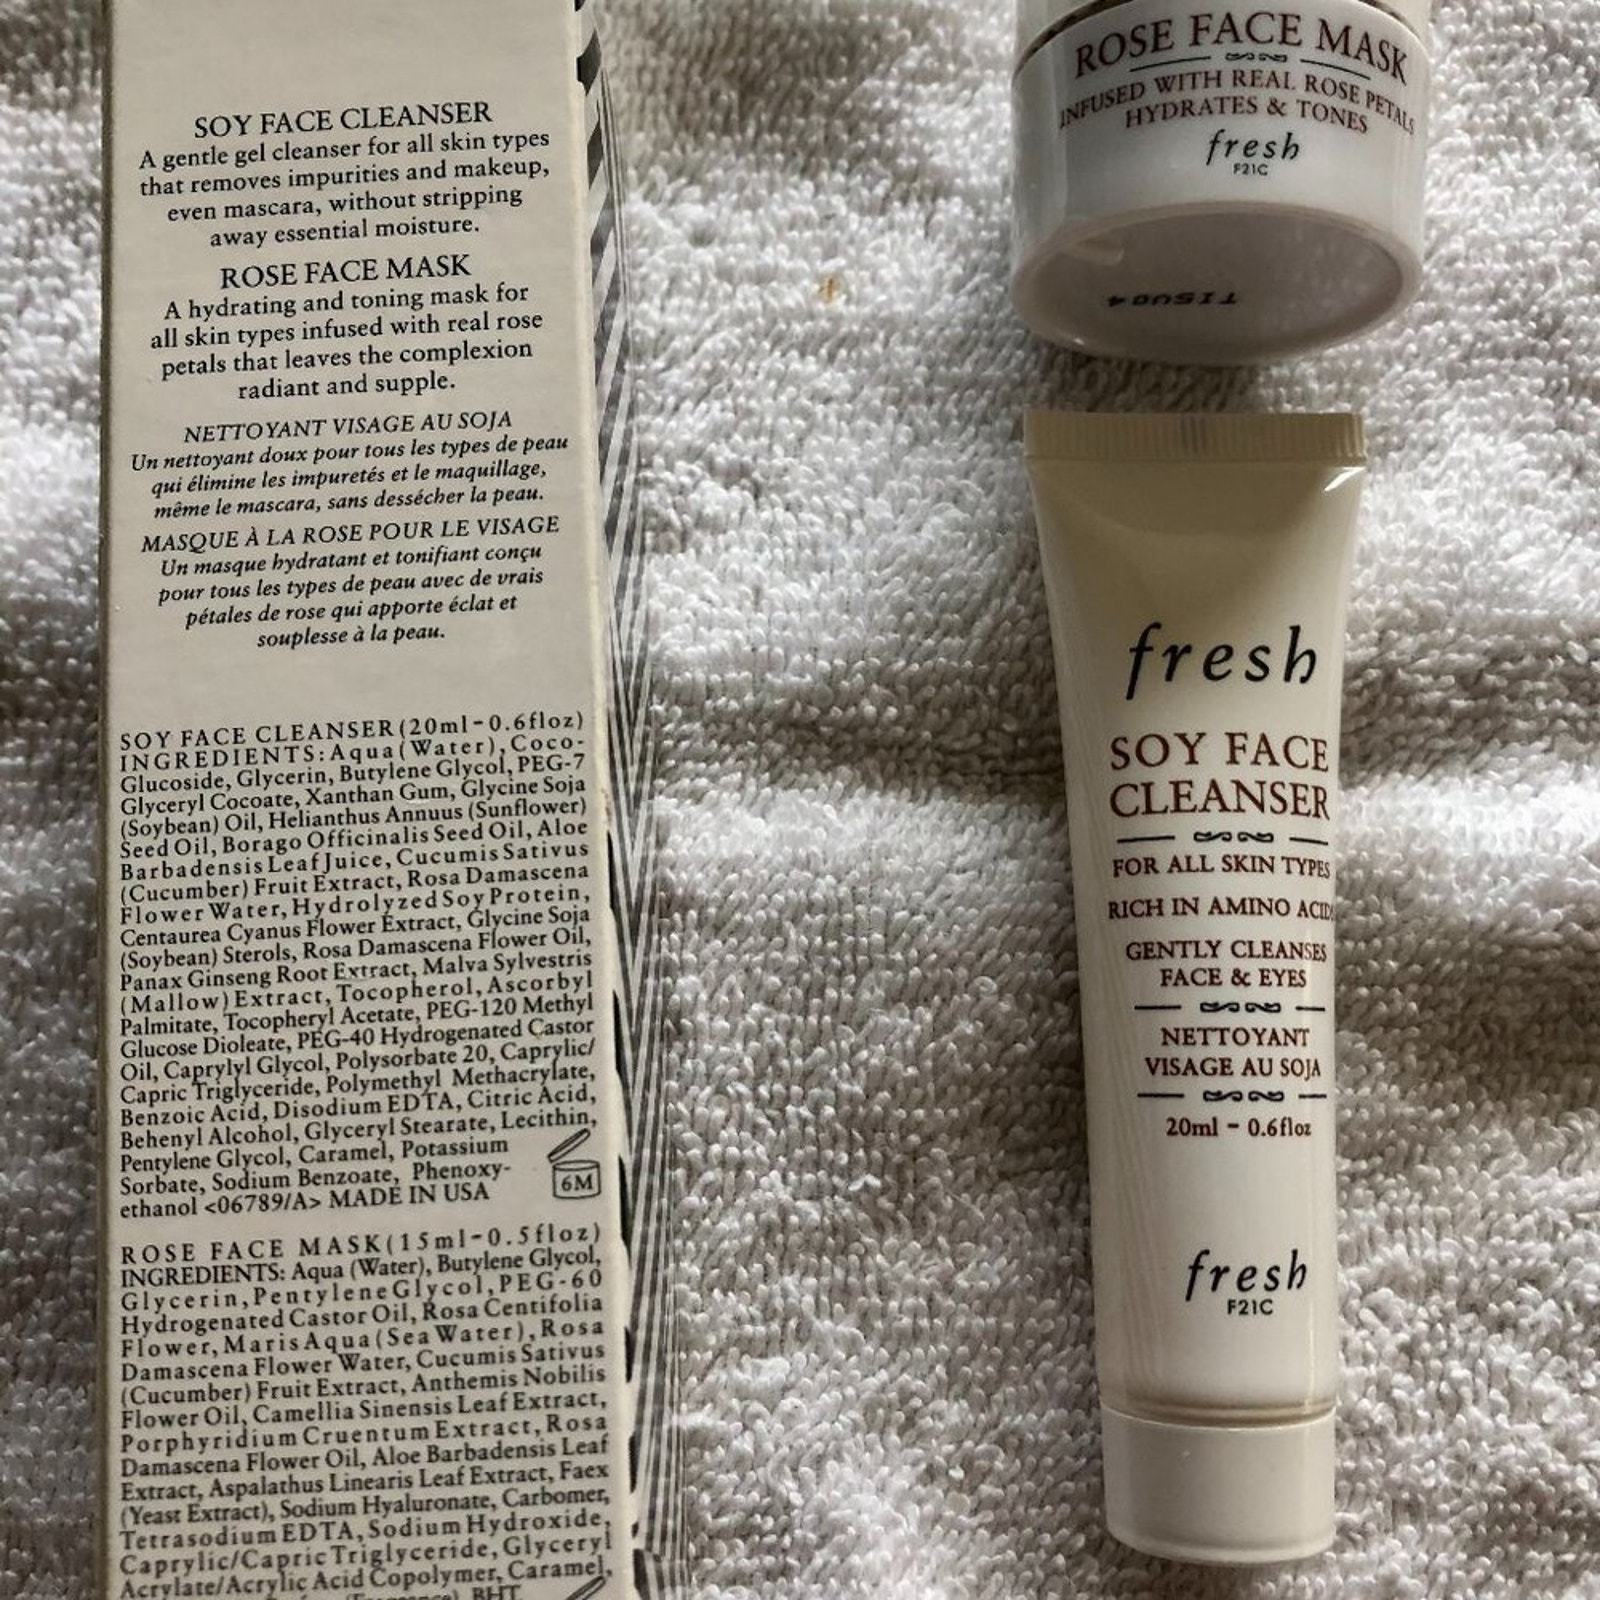 SOY FACE CLEANSER
A gentle gel cleanser for all skin types
that removes impurities and makeup,
even mascara, without stripping
away essential moisture.
ROSE FACE MASK
A hydrating and toning mask for
all skin types infused with real rose
petals that leaves the complexion
radiant and supple.
NETTOYANT VISAGE AU SOJA
Un nettoyant doux pour tous les types de peau
qui élimine les impuretés et le maquillage,
même le mascara, sans dessécher la peau.
MASQUE À LA ROSE POUR LE VISAGE
Un masque hydratant et tonifiant conçu
pour tous les types de peau avec de vrais
pétales de rose qui apporte éclat et
souplesse à la peau.
SOY FACE CLEANSER (20ml-0.6floz)
INGREDIENTS: Aqua (Water), Coco-
Glucoside, Glycerin, Butylene Glycol, PEG-7
Glyceryl Cocoate, Xanthan Gum, Glycine Soja
(Soybean) Oil, Helianthus Annuus (Sunflower)
Seed Oil, Borago Officinalis Seed Oil, Aloe
Barbadensis Leaf Juice, Cucumis Sativus
(Cucumber) Fruit Extract, Rosa Damascena
Flower Water, Hydrolyzed Soy Protein,
Centaurea Cyanus Flower Extract, Glycine Soja
(Soybean) Sterols, Rosa Damascena Flower Oil,
Panax Ginseng Root Extract, Malva Sylvestris
(Mallow) Extract, Tocopherol, Ascorbyl
Palmitate, Tocopheryl Acetate, PEG-120 Methyl
Glucose Dioleate, PEG-40 Hydrogenated Castor
Oil, Caprylyl Glycol, Polysorbate 20, Caprylic/
Capric Triglyceride, Polymethyl Methacrylate,
Benzoic Acid, Disodium EDTA, Citric Acid,
Behenyl Alcohol, Glyceryl Stearate, Lecithin,
Pentylene Glycol, Caramel, Potassium
Sorbate, Sodium Benzoate, Phenoxy-
ethanol <06789/A> MADE IN USA
6M
ROSE FACE MASK (15ml-0.5floz)
INGREDIENTS: Aqua (Water), Butylene Glycol,
Glycerin, Pentylene Glycol, PEG-60
Hydrogenated Castor Oil, Rosa Centifolia
Flower, Maris Aqua (Sea Water), Rosa
Damascena Flower Water, Cucumis Sativus
(Cucumber) Fruit Extract, Anthemis Nobilis
Flower Oil, Camellia Sinensis Leaf Extract,
Porphyridium Cruentum Extract, Rosa
Damascena Flower Oil, Aloe Barbadensis Leaf
Extract, Aspalathus Linearis Leaf Extract, Faex
(Yeast Extract), Sodium Hyaluronate, Carbomer,
Tetrasodium EDTA, Sodium Hydroxide,
Caprylic/Capric Triglyceride, Glyceryl
Acrylate/Acrylic Acid Copolymer, Caramel,
(Fragrance), BHT,
ROSE FACE MASK
INFUSED WITH REAL ROSE PETALS
HYDRATES & TONES
fresh
F21C
TISU04
fresh
SOY FACE
CLEANSER
FOR ALL SKIN TYPES
RICH IN AMINO ACIDS
GENTLY CLEANSES
FACE & EYES
NETTOYANT
VISAGE AU SOJA
20ml - 0.6floz
fresh
F21C